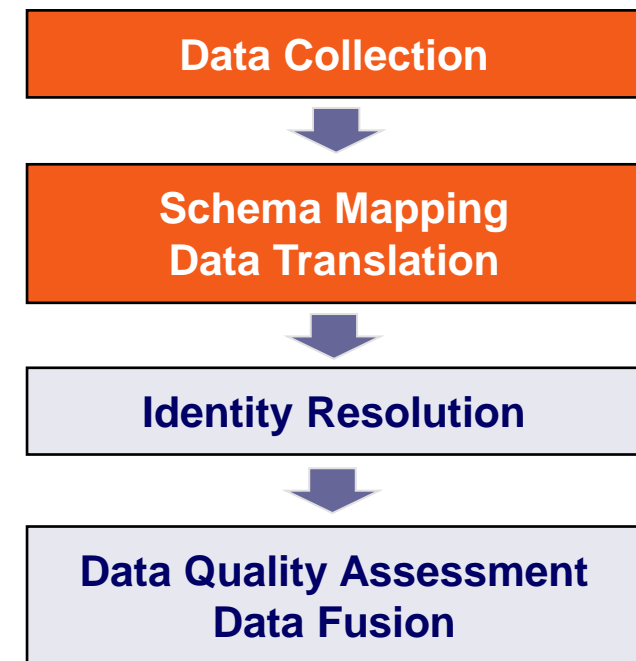 Data Collection
Schema Mapping
Data Translation
Identity Resolution
Data Quality Assessment
Data Fusion